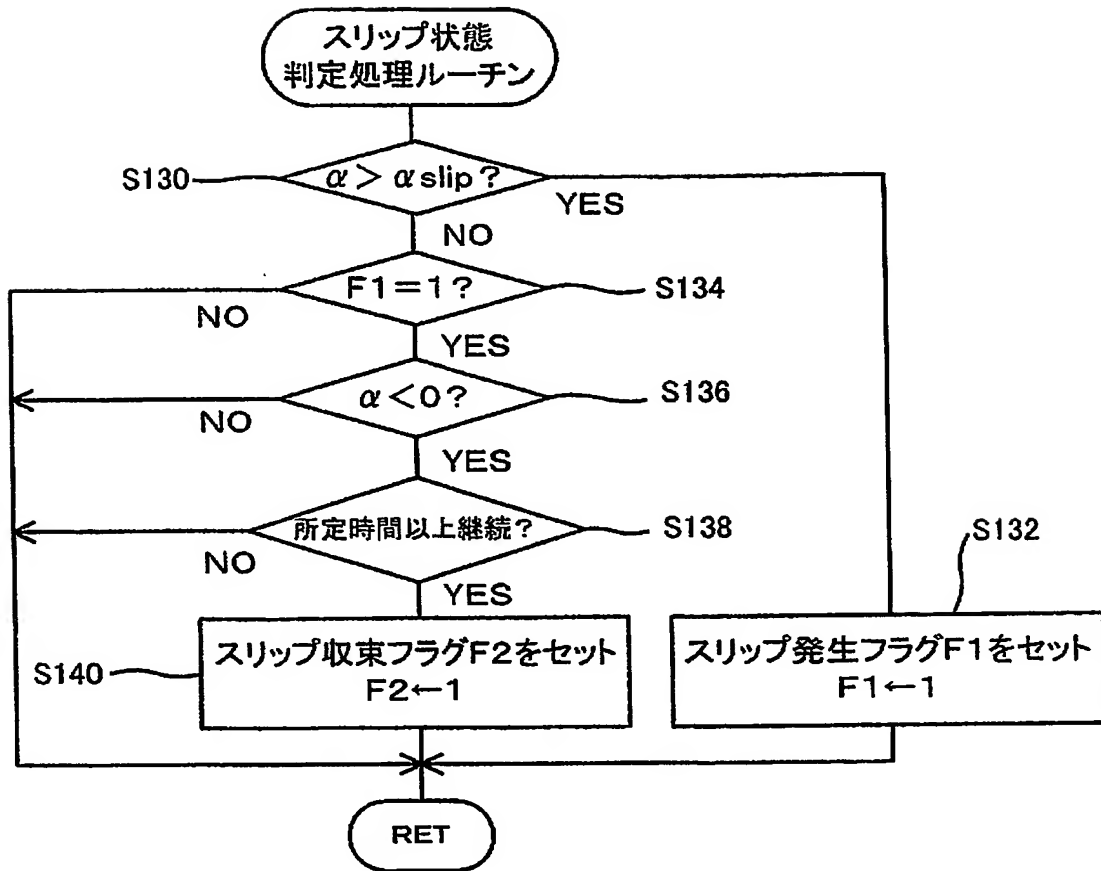 スリップ状態
判定処理ルーチン
S130
α＞αslip？
YES
NO
F1＝1？
S134
NO
YES
α＜0？
S136
NO
YES
所定時間以上継続？
S138
NO
YES
S132
スリップ収束フラグF2をセット
F2←1
S140
スリップ発生フラグF1をセット
F1←1
RET